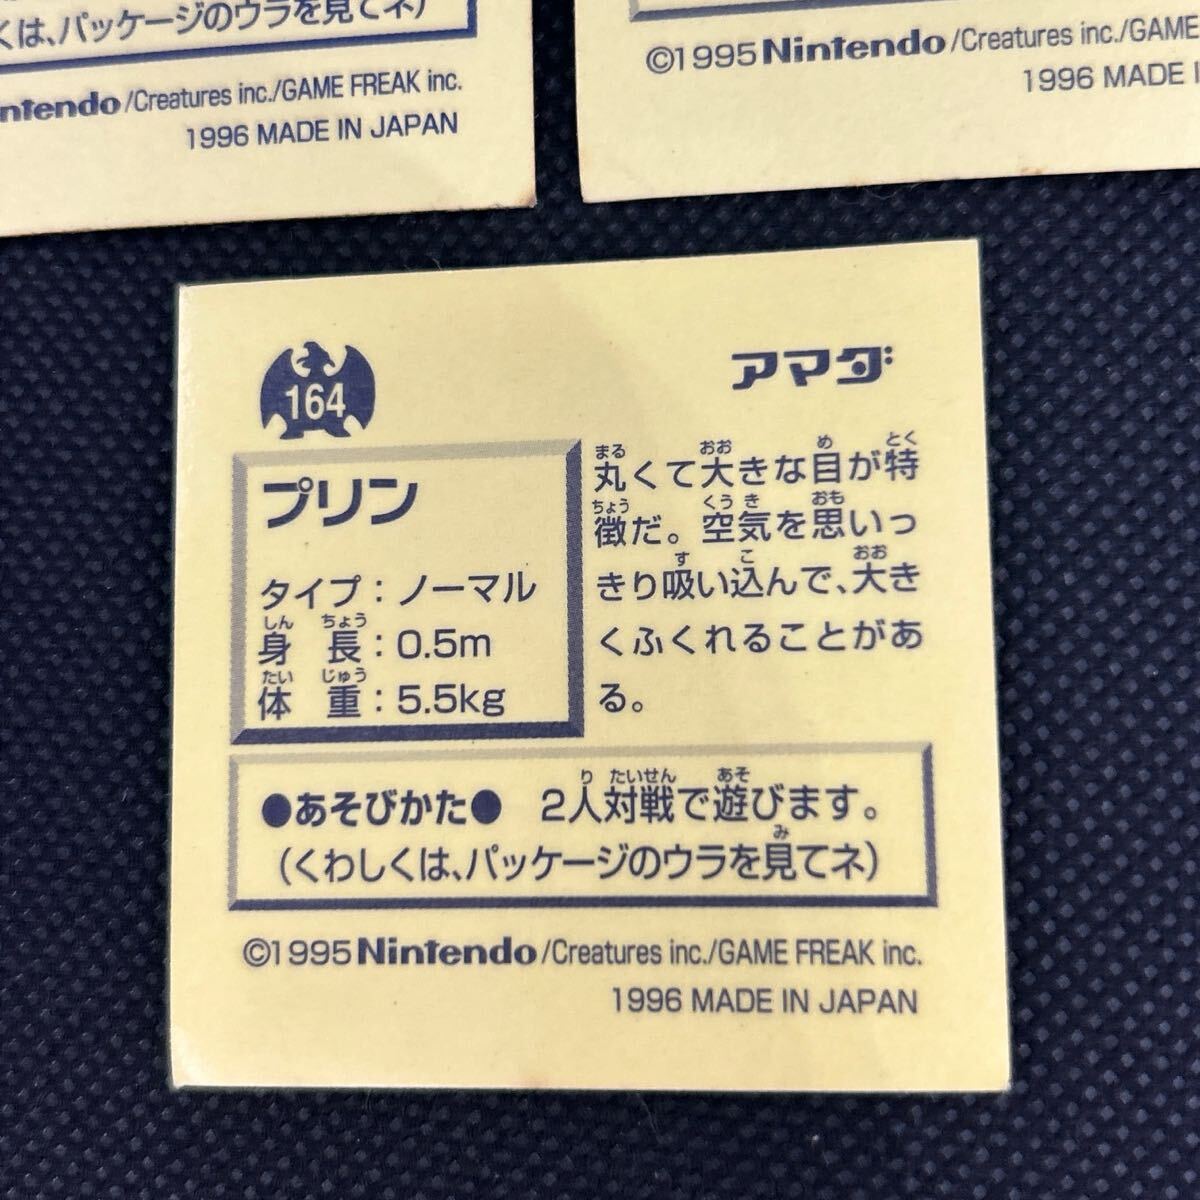 くは、パッケージのウラを見てネ)
ntendo/Creatures inc./GAME FREAK inc.
1996 MADE IN JAPAN
©1995 Nintendo/Creatures inc./GAME
1996 MADE I
164
アマダ
プリン
タイプ：ノーマル
身長：0.5m
体重：5.5kg
丸くて大きな目が特
徴だ。空気を思いっ
きり吸い込んで、大き
くふくれることがあ
る。
●あそびかた● 2人対戦で遊びます。
(くわしくは、パッケージのウラを見てネ)
©1995 Nintendo/Creatures inc./GAME FREAK inc.
1996 MADE IN JAPAN